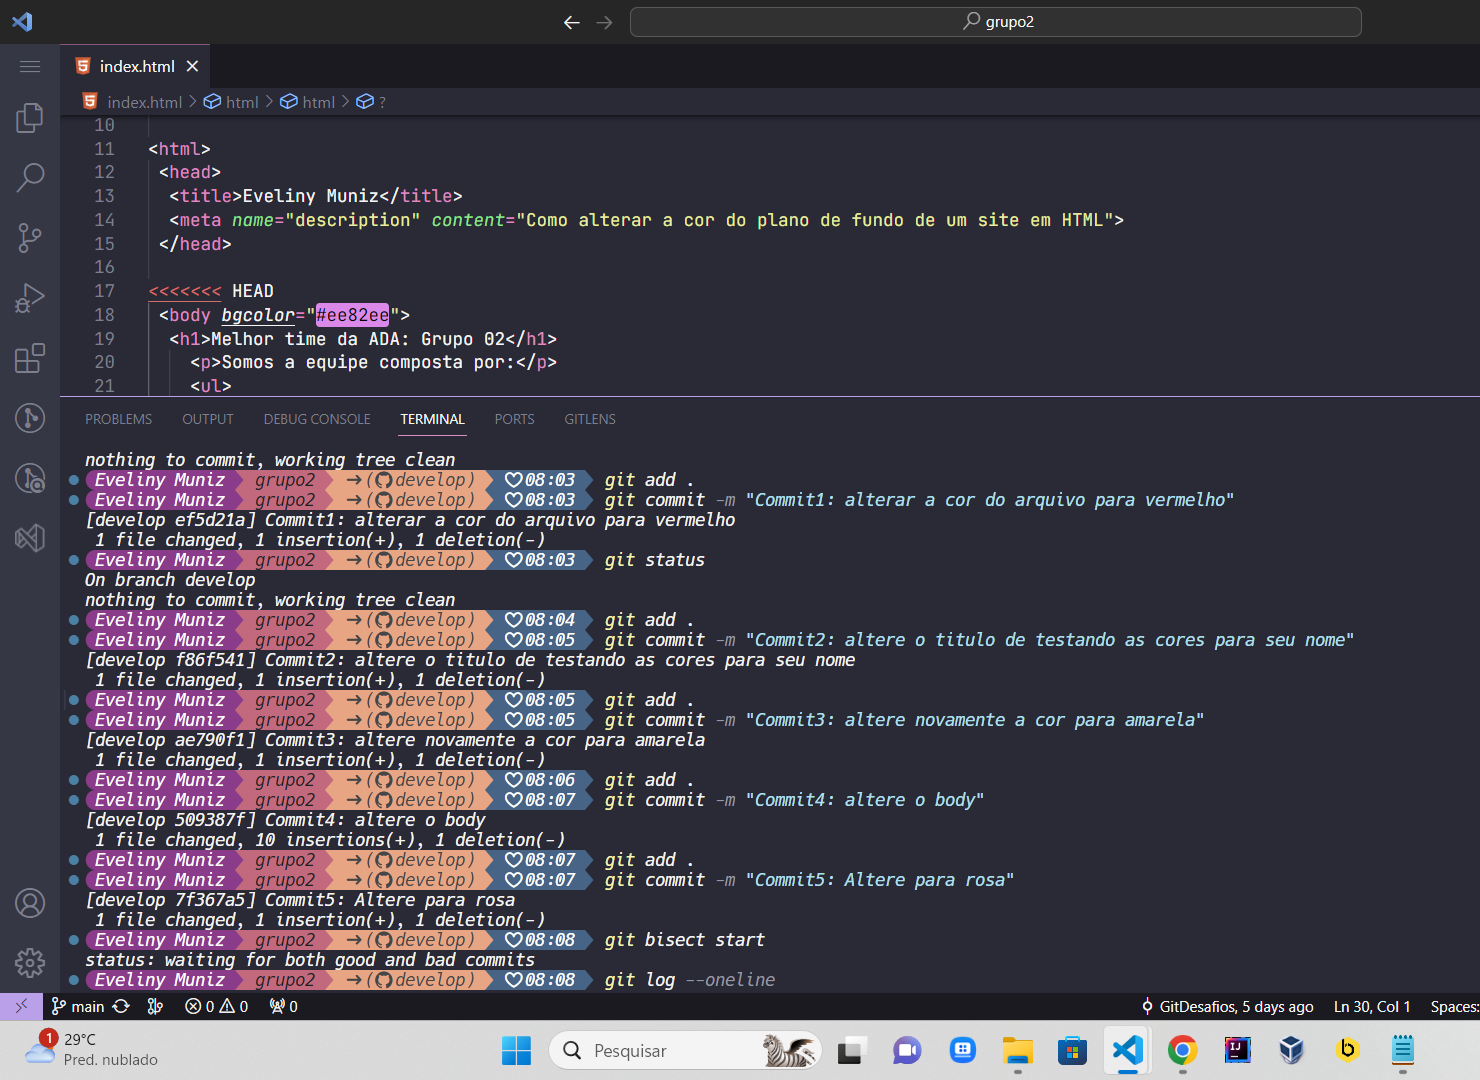 grupo2
index.html
index.html > html > html > ?
10
11 <html>
12 <head>
13 <title>Eveliny Muniz</title>
14 <meta name="description" content="Como alterar a cor do plano de fundo de um site em HTML">
15 </head>
16
17 <<<<<<< HEAD
18 <body bgcolor="#ee82ee">
19 <h1>Melhor time da ADA: Grupo 02</h1>
20 <p>Somos a equipe composta por:</p>
21 <ul>
PROBLEMS OUTPUT DEBUG CONSOLE TERMINAL PORTS GITLENS
nothing to commit, working tree clean
Eveliny Muniz grupo2 →(develop) ♡08:03 git add .
Eveliny Muniz grupo2 →(develop) ♡08:03 git commit -m "Commit1: alterar a cor do arquivo para vermelho"
[develop ef5d21a] Commit1: alterar a cor do arquivo para vermelho
1 file changed, 1 insertion(+), 1 deletion(-)
Eveliny Muniz grupo2 →(develop) ♡08:03 git status
On branch develop
nothing to commit, working tree clean
Eveliny Muniz grupo2 →(develop) ♡08:04 git add .
Eveliny Muniz grupo2 →(develop) ♡08:05 git commit -m "Commit2: altere o titulo de testando as cores para seu nome"
[develop f86f541] Commit2: altere o titulo de testando as cores para seu nome
1 file changed, 1 insertion(+), 1 deletion(-)
Eveliny Muniz grupo2 →(develop) ♡08:05 git add .
Eveliny Muniz grupo2 →(develop) ♡08:05 git commit -m "Commit3: altere novamente a cor para amarela"
[develop ae790f1] Commit3: altere novamente a cor para amarela
1 file changed, 1 insertion(+), 1 deletion(-)
Eveliny Muniz grupo2 →(develop) ♡08:06 git add .
Eveliny Muniz grupo2 →(develop) ♡08:07 git commit -m "Commit4: altere o body"
[develop 509387f] Commit4: altere o body
1 file changed, 10 insertions(+), 1 deletion(-)
Eveliny Muniz grupo2 →(develop) ♡08:07 git add .
Eveliny Muniz grupo2 →(develop) ♡08:07 git commit -m "Commit5: Altere para rosa"
[develop 7f367a5] Commit5: Altere para rosa
1 file changed, 1 insertion(+), 1 deletion(-)
Eveliny Muniz grupo2 →(develop) ♡08:08 git bisect start
status: waiting for both good and bad commits
Eveliny Muniz grupo2 →(develop) ♡08:08 git log --oneline
main 0 0 0 GitDesafios, 5 days ago Ln 30, Col 1 Spaces:
1
29°C
Pred. nublado
Pesquisar
IJ
b